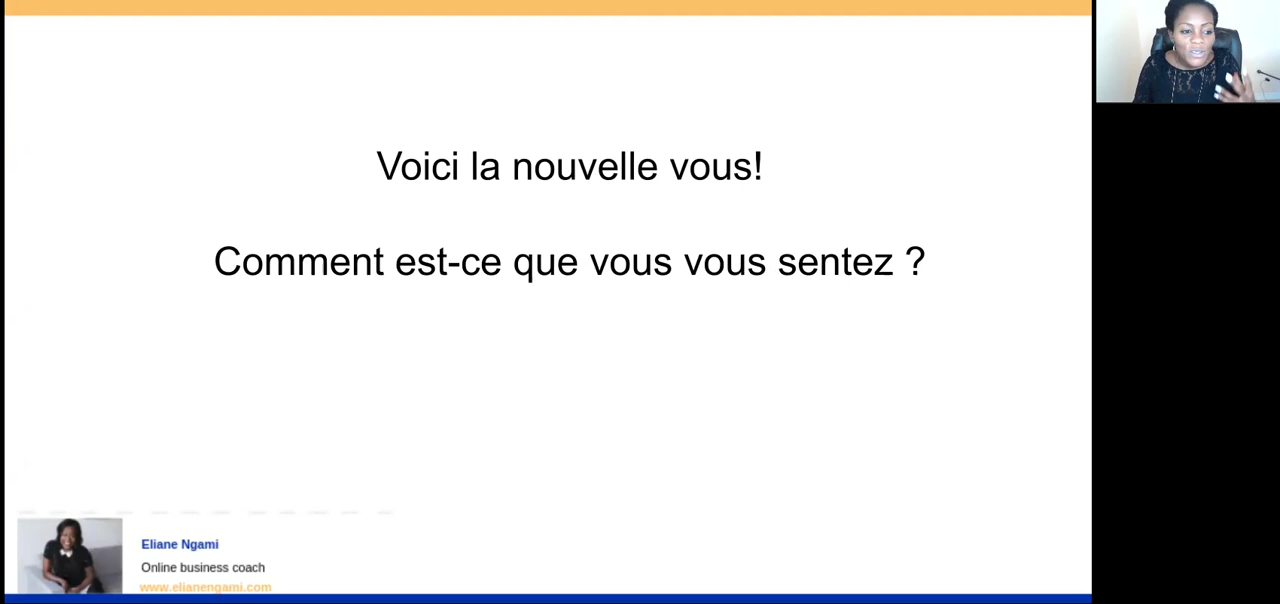 Voici la nouvelle vous!
Comment est-ce que vous vous sentez ?
Eliane Ngami
Online business coach
www.elianengami.com